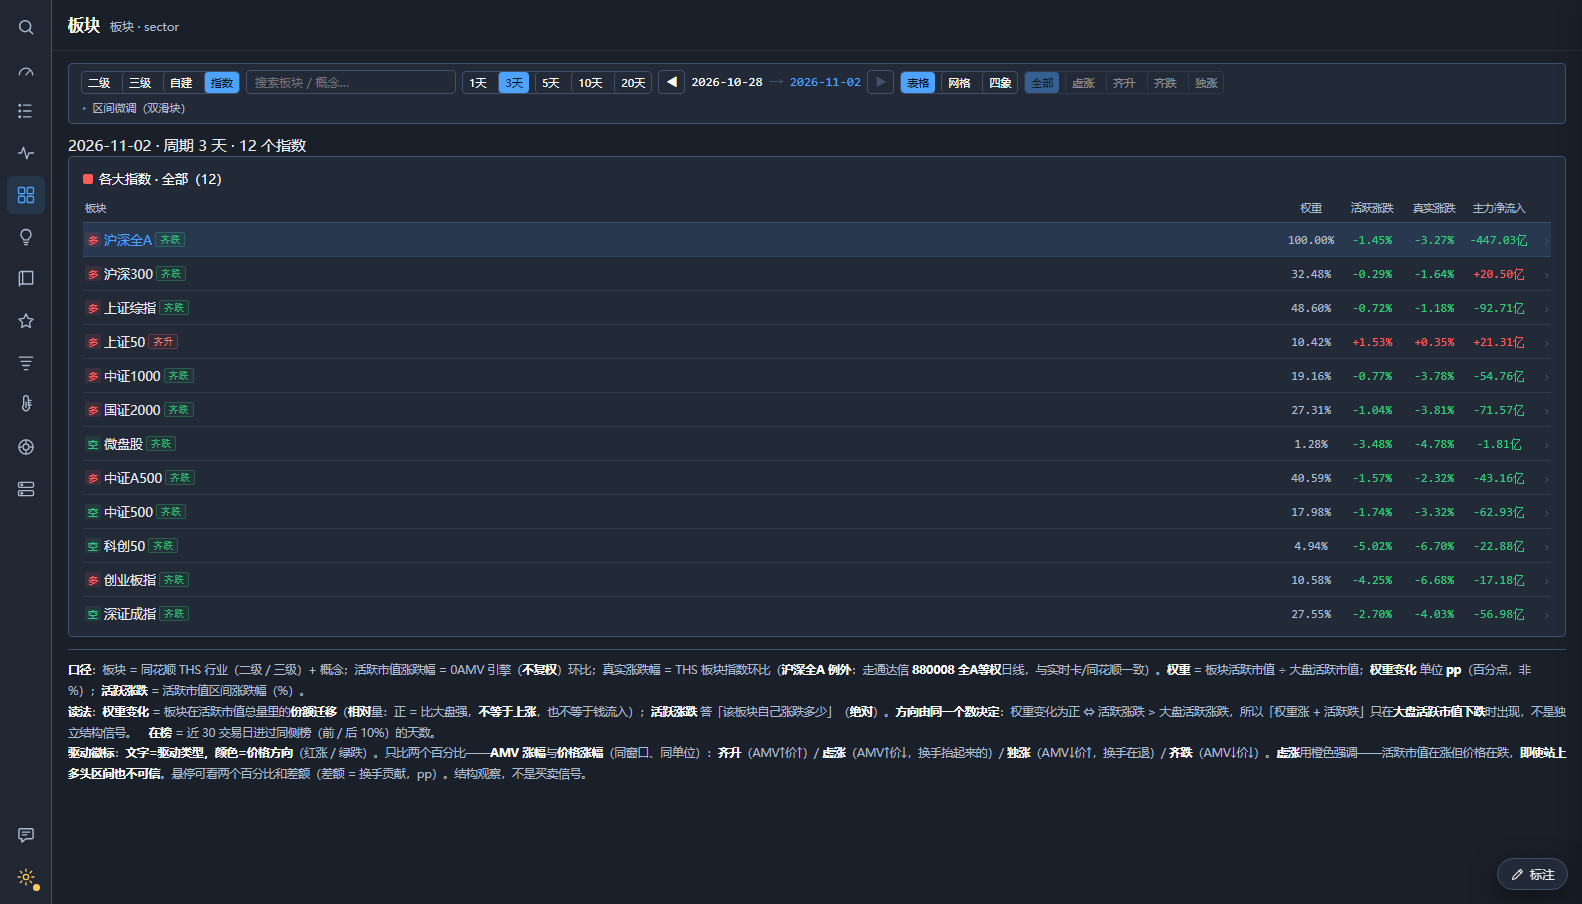 板块 板块 · sector
二级 三级 自建 指数 搜索板块 / 概念... 1天 3天 5天 10天 20天 ◀ 2026-10-28 → 2026-11-02 ▶ 表格 网格 四象 全部 虚涨 齐升 齐跌 独涨
▸ 区间微调（双滑块）
2026-11-02 · 周期 3 天 · 12 个指数
各大指数 · 全部（12）
板块 权重 活跃涨跌 真实涨跌 主力净流入
多 沪深全A 齐跌 100.00% -1.45% -3.27% -447.03亿 ›
多 沪深300 齐跌 32.48% -0.29% -1.64% +20.50亿 ›
多 上证综指 齐跌 48.60% -0.72% -1.18% -92.71亿 ›
多 上证50 齐升 10.42% +1.53% +0.35% +21.31亿 ›
多 中证1000 齐跌 19.16% -0.77% -3.78% -54.76亿 ›
多 国证2000 齐跌 27.31% -1.04% -3.81% -71.57亿 ›
空 微盘股 齐跌 1.28% -3.48% -4.78% -1.81亿 ›
多 中证A500 齐跌 40.59% -1.57% -2.32% -43.16亿 ›
空 中证500 齐跌 17.98% -1.74% -3.32% -62.93亿 ›
空 科创50 齐跌 4.94% -5.02% -6.70% -22.88亿 ›
多 创业板指 齐跌 10.58% -4.25% -6.68% -17.18亿 ›
空 深证成指 齐跌 27.55% -2.70% -4.03% -56.98亿 ›
口径：板块 = 同花顺 THS 行业（二级 / 三级）+ 概念；活跃市值涨跌幅 = 0AMV 引擎（不复权）环比；真实涨跌幅 = THS 板块指数环比（沪深全A 例外：走通达信 880008 全A等权日线，与实时卡/同花顺一致）。权重 = 板块活跃市值 ÷ 大盘活跃市值；权重变化 单位 pp（百分点，非
%）；活跃涨跌 = 活跃市值区间涨跌幅（%）。
读法：权重变化 = 板块在活跃市值总量里的份额迁移（相对量：正 = 比大盘强，不等于上涨，也不等于钱流入）；活跃涨跌 答「该板块自己涨跌多少」（绝对）。方向由同一个数决定：权重变化为正 ⇔ 活跃涨跌 > 大盘活跃涨跌，所以「权重涨 + 活跃跌」只在大盘活跃市值下跌时出现，不是独
立结构信号。 在榜 = 近 30 交易日进过同侧榜（前 / 后 10%）的天数。
驱动徽标：文字=驱动类型，颜色=价格方向（红涨 / 绿跌）。只比两个百分比——AMV 涨幅与价格涨幅（同窗口、同单位）：齐升（AMV↑价↑）/ 虚涨（AMV↑价↓，换手抬起来的）/ 独涨（AMV↓价↑，换手在退）/ 齐跌（AMV↓价↓）。虚涨用橙色强调——活跃市值在涨但价格在跌，即使站上
多头区间也不可信。悬停可看两个百分比和差额（差额 = 换手贡献，pp）。结构观察，不是买卖信号。
标注